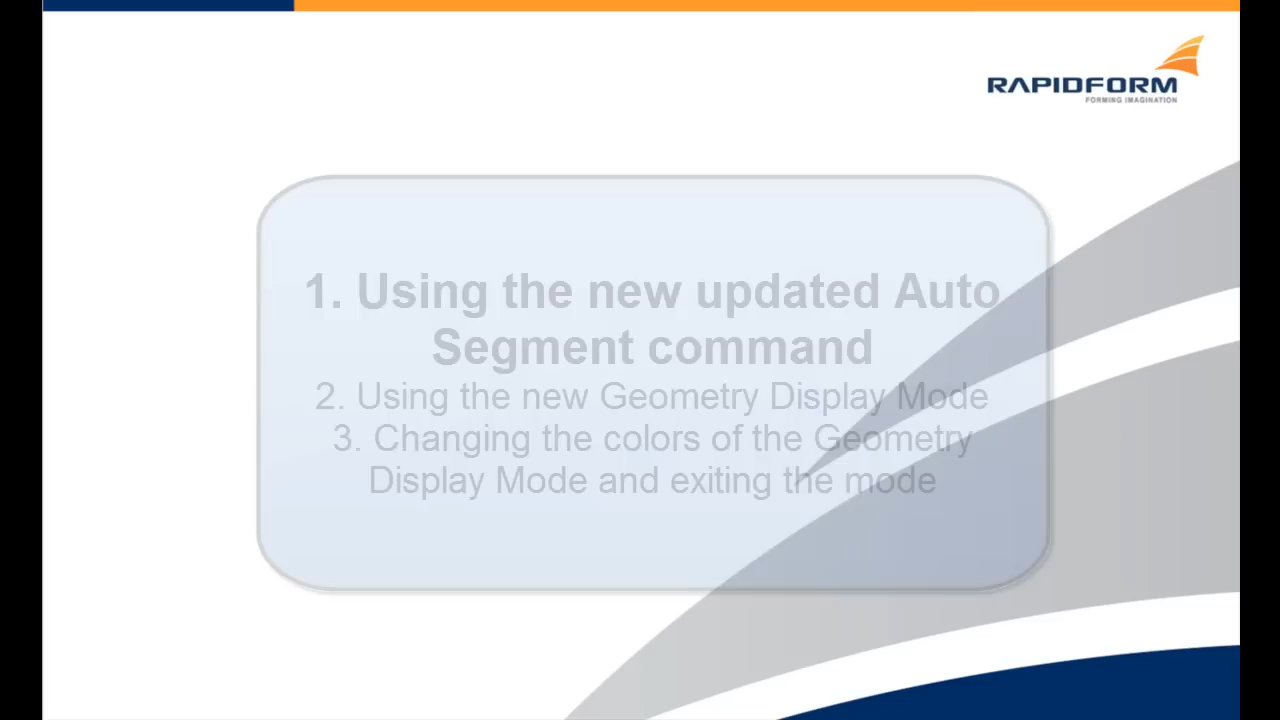 RAPIDFORM
FORMING IMAGINATION
1. Using the new updated Auto
Segment command
2. Using the new Geometry Display Mode
3. Changing the colors of the Geometry
Display Mode and exiting the mode